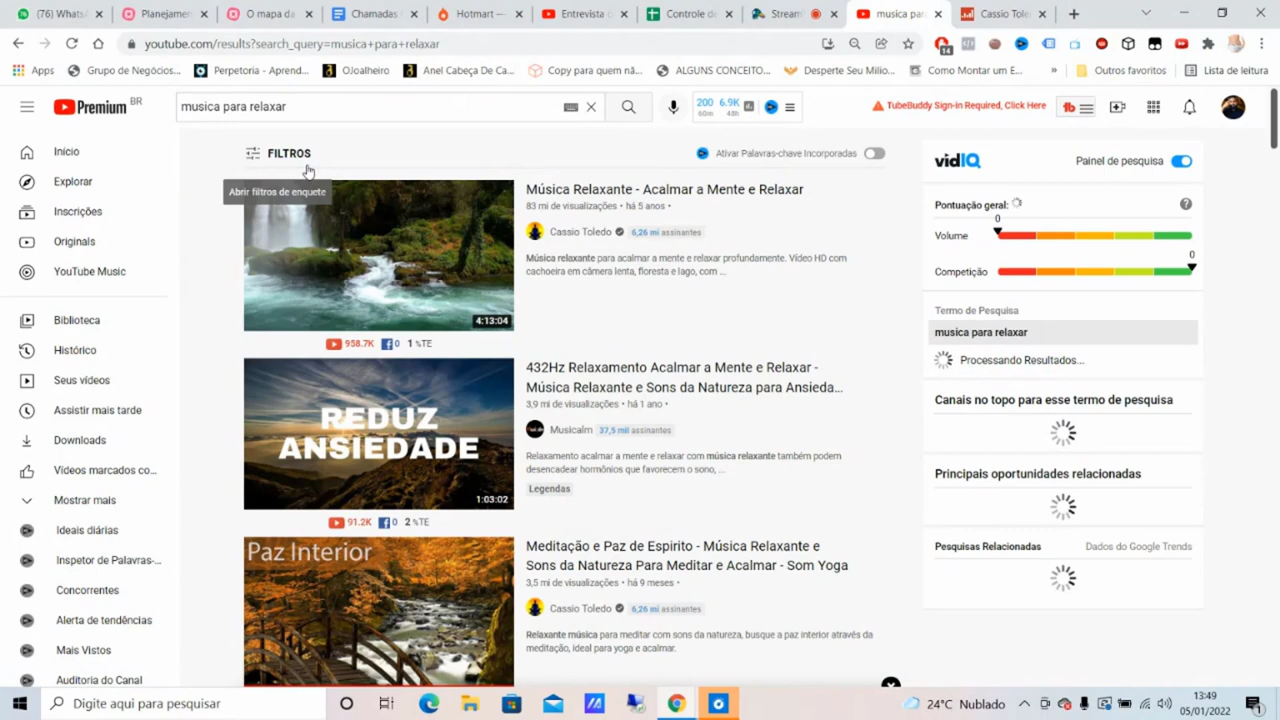 (76) WhatsA
Planejamen
O mapa da
Chamadas
Hotmart —
Entrevista c
Controle de
Stream
musica para
Cassio Tole
youtube.com/results?search_query=musica+para+relaxar
14
Apps
Grupo de Negócios...
Perpetoria - Aprend...
OJoalheiro
Anel Cabeça De Ca...
Copy para quem nã...
ALGUNS CONCEITO...
Desperte Seu Milio...
Como Montar um E...
»
Outros favoritos
Lista de leitura
Premium BR
musica para relaxar
200 6.9K
60m 48h
TubeBuddy Sign-in Required, Click Here
tb
Início
Explorar
Inscrições
Originals
YouTube Music
Biblioteca
Histórico
Seus vídeos
Assistir mais tarde
Downloads
Vídeos marcados co...
Mostrar mais
Ideais diárias
Inspetor de Palavras-...
Concorrentes
Alerta de tendências
Mais Vistos
Auditoria do Canal
FILTROS
Abrir filtros de enquete
Ativar Palavras-chave Incorporadas
4:13:04
958.7K 0 1 %TE
Música Relaxante - Acalmar a Mente e Relaxar
83 mi de visualizações • há 5 anos •
Cassio Toledo 6,26 mi assinantes
Música relaxante para acalmar a mente e relaxar profundamente. Vídeo HD com
cachoeira em câmera lenta, floresta e lago, com ...
REDUZ
ANSIEDADE
1:03:02
91.2K 0 2 %TE
432Hz Relaxamento Acalmar a Mente e Relaxar -
Música Relaxante e Sons da Natureza para Ansieda...
3,9 mi de visualizações • há 1 ano •
Musicalm 37,5 mil assinantes
Relaxamento acalmar a mente e relaxar com música relaxante também podem
desencadear hormônios que favorecem o sono, ...
Legendas
Paz Interior
Meditação e Paz de Espirito - Música Relaxante e
Sons da Natureza Para Meditar e Acalmar - Som Yoga
3,5 mi de visualizações • há 9 meses •
Cassio Toledo 6,26 mi assinantes
Relaxante música para meditar com sons da natureza, busque a paz interior através da
meditação, ideal para yoga e acalmar.
vidIQ
Painel de pesquisa
Pontuação geral:
0
Volume
0
Competição
Termo de Pesquisa
musica para relaxar
Processando Resultados...
Canais no topo para esse termo de pesquisa
Principais oportunidades relacionadas
Pesquisas Relacionadas
Dados do Google Trends
Digite aqui para pesquisar
24°C Nublado
13:49
05/01/2022
1